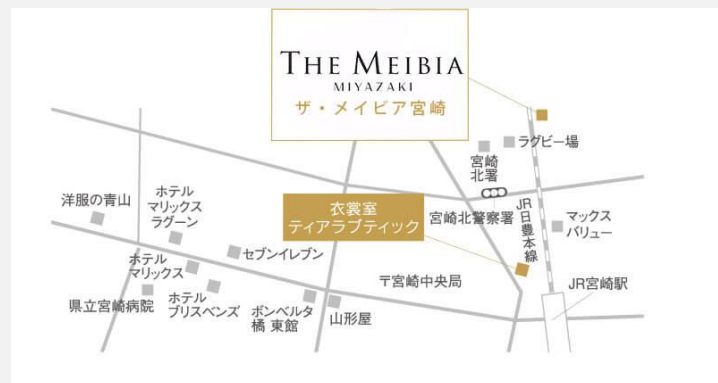 THE MEIBIA
MIYAZAKI
ザ・メイビア宮崎
ラグビー場
宮崎
北署
宮崎北警察署
JR日豊本線
マックス
バリュー
JR宮崎駅
衣裳室
ティアラブティック
洋服の青山
ホテル
マリックス
ラグーン
セブンイレブン
ホテル
マリックス
県立宮崎病院
ホテル
ブリスベンズ
ボンベルタ
橘 東館
山形屋
〒宮崎中央局